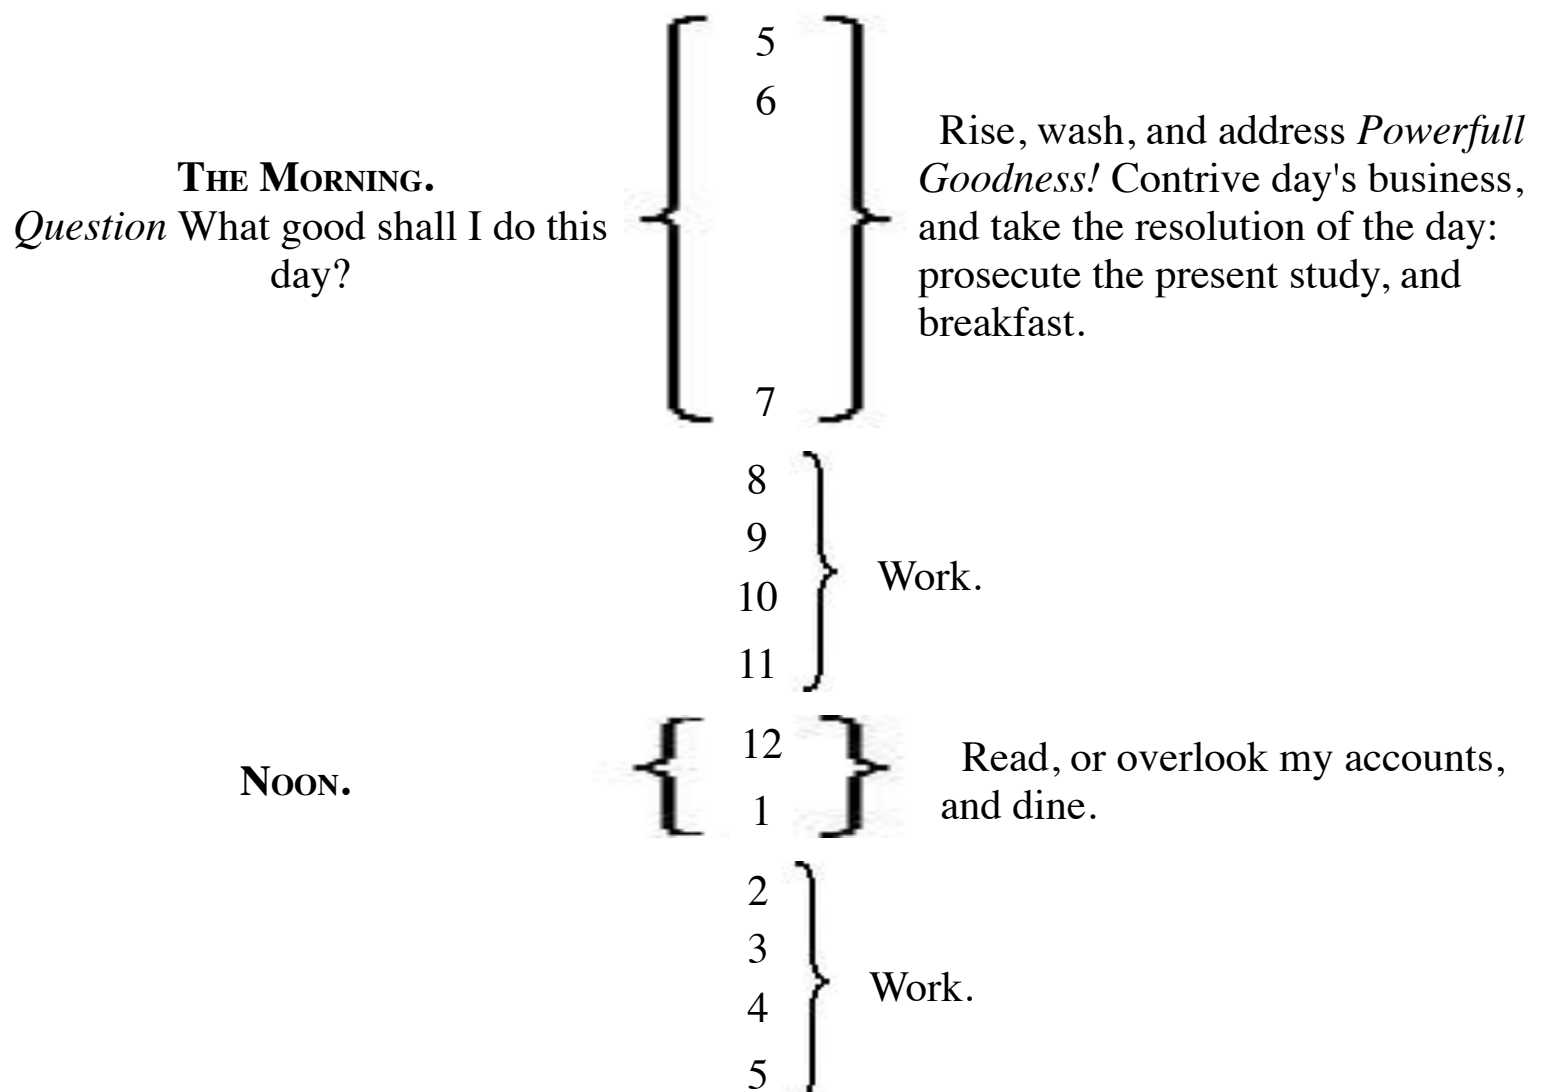 5
6
Rise, wash, and address Powerfull
THE MORNING.
Goodness! Contrive day's business,
Question What good shall I do this
and take the resolution of the day:
day?
prosecute the present study, and
breakfast.
7
8
9
Work.
10
11
12
Read, or overlook my accounts,
NOON.
and dine.
1
2
3
Work.
4
5